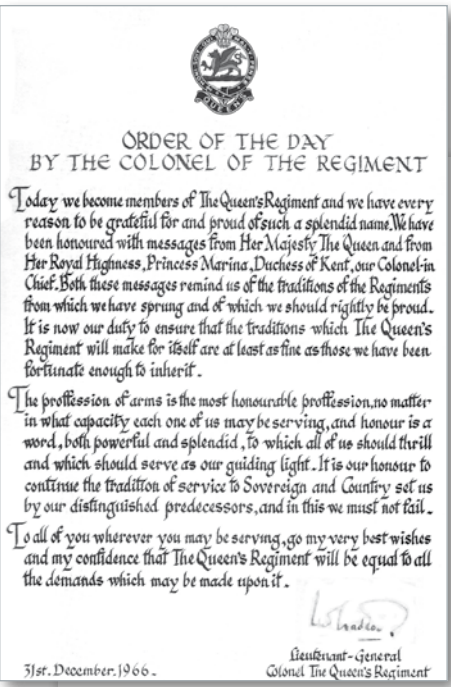 QUEENS
ORDER OF THE DAY
BY THE COLONEL OF THE REGIMENT
Today we become members of The Queen's Regiment and we have every
reason to be grateful for and proud of such a splendid name. We have
been honoured with messages from Her Majesty The Queen and from
Her Royal Highness, Princess Marina, Duchess of Kent, our Colonel-in
Chief. Both these messages remind us of the traditions of the Regiments
from which we have sprung and of which we should rightly be proud.
It is now our duty to ensure that the traditions which The Queen's
Regiment will make for itself are at least as fine as those we have been
fortunate enough to inherit.
The proffession of arms is the most honourable proffession, no matter
in what capacity each one of us may be serving, and honour is a
word, both powerful and splendid, to which all of us should thrill
and which should serve as our guiding light. It is our honour to
continue the tradition of service to Sovereign and Country set us
by our distinguished predecessors, and in this we must not fail.
To all of you wherever you may be serving, go my very best wishes
and my confidence that The Queen's Regiment will be equal to all
the demands which may be made upon it.
Lieutenant-General
31st. December. 1966. Colonel The Queen's Regiment